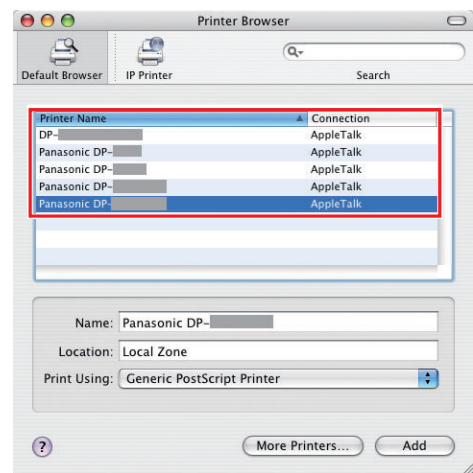 Printer Browser
Default Browser IP Printer Search
Printer Name Connection
DP- AppleTalk
Panasonic DP- AppleTalk
Panasonic DP- AppleTalk
Panasonic DP- AppleTalk
Panasonic DP- AppleTalk
Name: Panasonic DP-
Location: Local Zone
Print Using: Generic PostScript Printer
? More Printers... Add